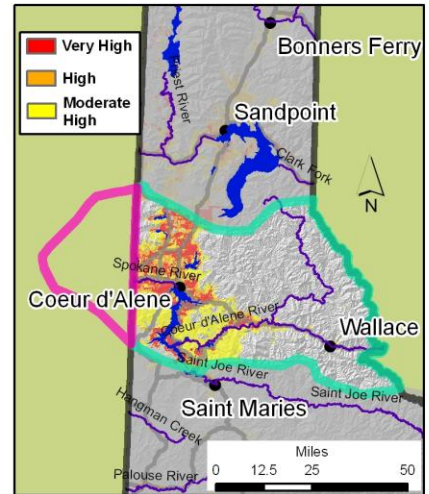 Very High
High
Moderate
High
Bonners Ferry
Sandpoint
Clark Fork
N
Spokane River
Coeur d'Alene
Coeur d'Alene River
Wallace
Saint Joe River
Saint Joe River
Saint Maries
Hangman Creek
Palouse River
Miles
0 12.5 25 50